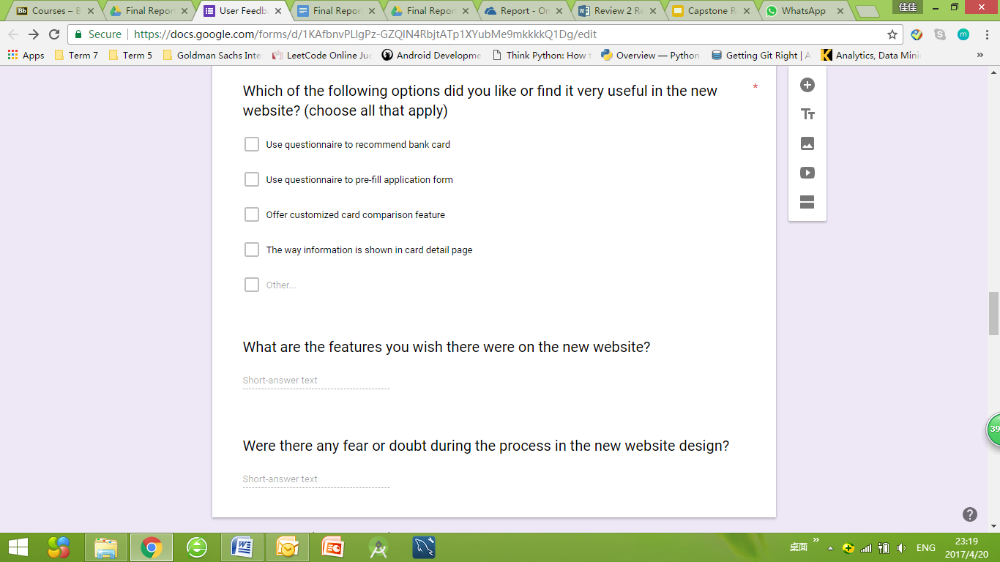 Courses – B
Final Repor
User Feedb
Final Repor
Final Repor
Report - On
Review 2 Re
Capstone R
WhatsApp
佳佳
Secure
https://docs.google.com/forms/d/1KAfbnvPLIgPz-GZQlN4RbjtATp1XYubMe9mkkkkQ1Dg/edit
Apps
Term 7
Term 5
Goldman Sachs Inte
LeetCode Online Juc
Android Developme
Think Python: How t
Overview — Python
Getting Git Right | A
Analytics, Data Mini
»
Which of the following options did you like or find it very useful in the new *
website? (choose all that apply)
Use questionnaire to recommend bank card
Use questionnaire to pre-fill application form
Offer customized card comparison feature
The way information is shown in card detail page
Other...
What are the features you wish there were on the new website?
Short-answer text
Were there any fear or doubt during the process in the new website design?
Short-answer text
39
桌面
ENG
23:19
2017/4/20